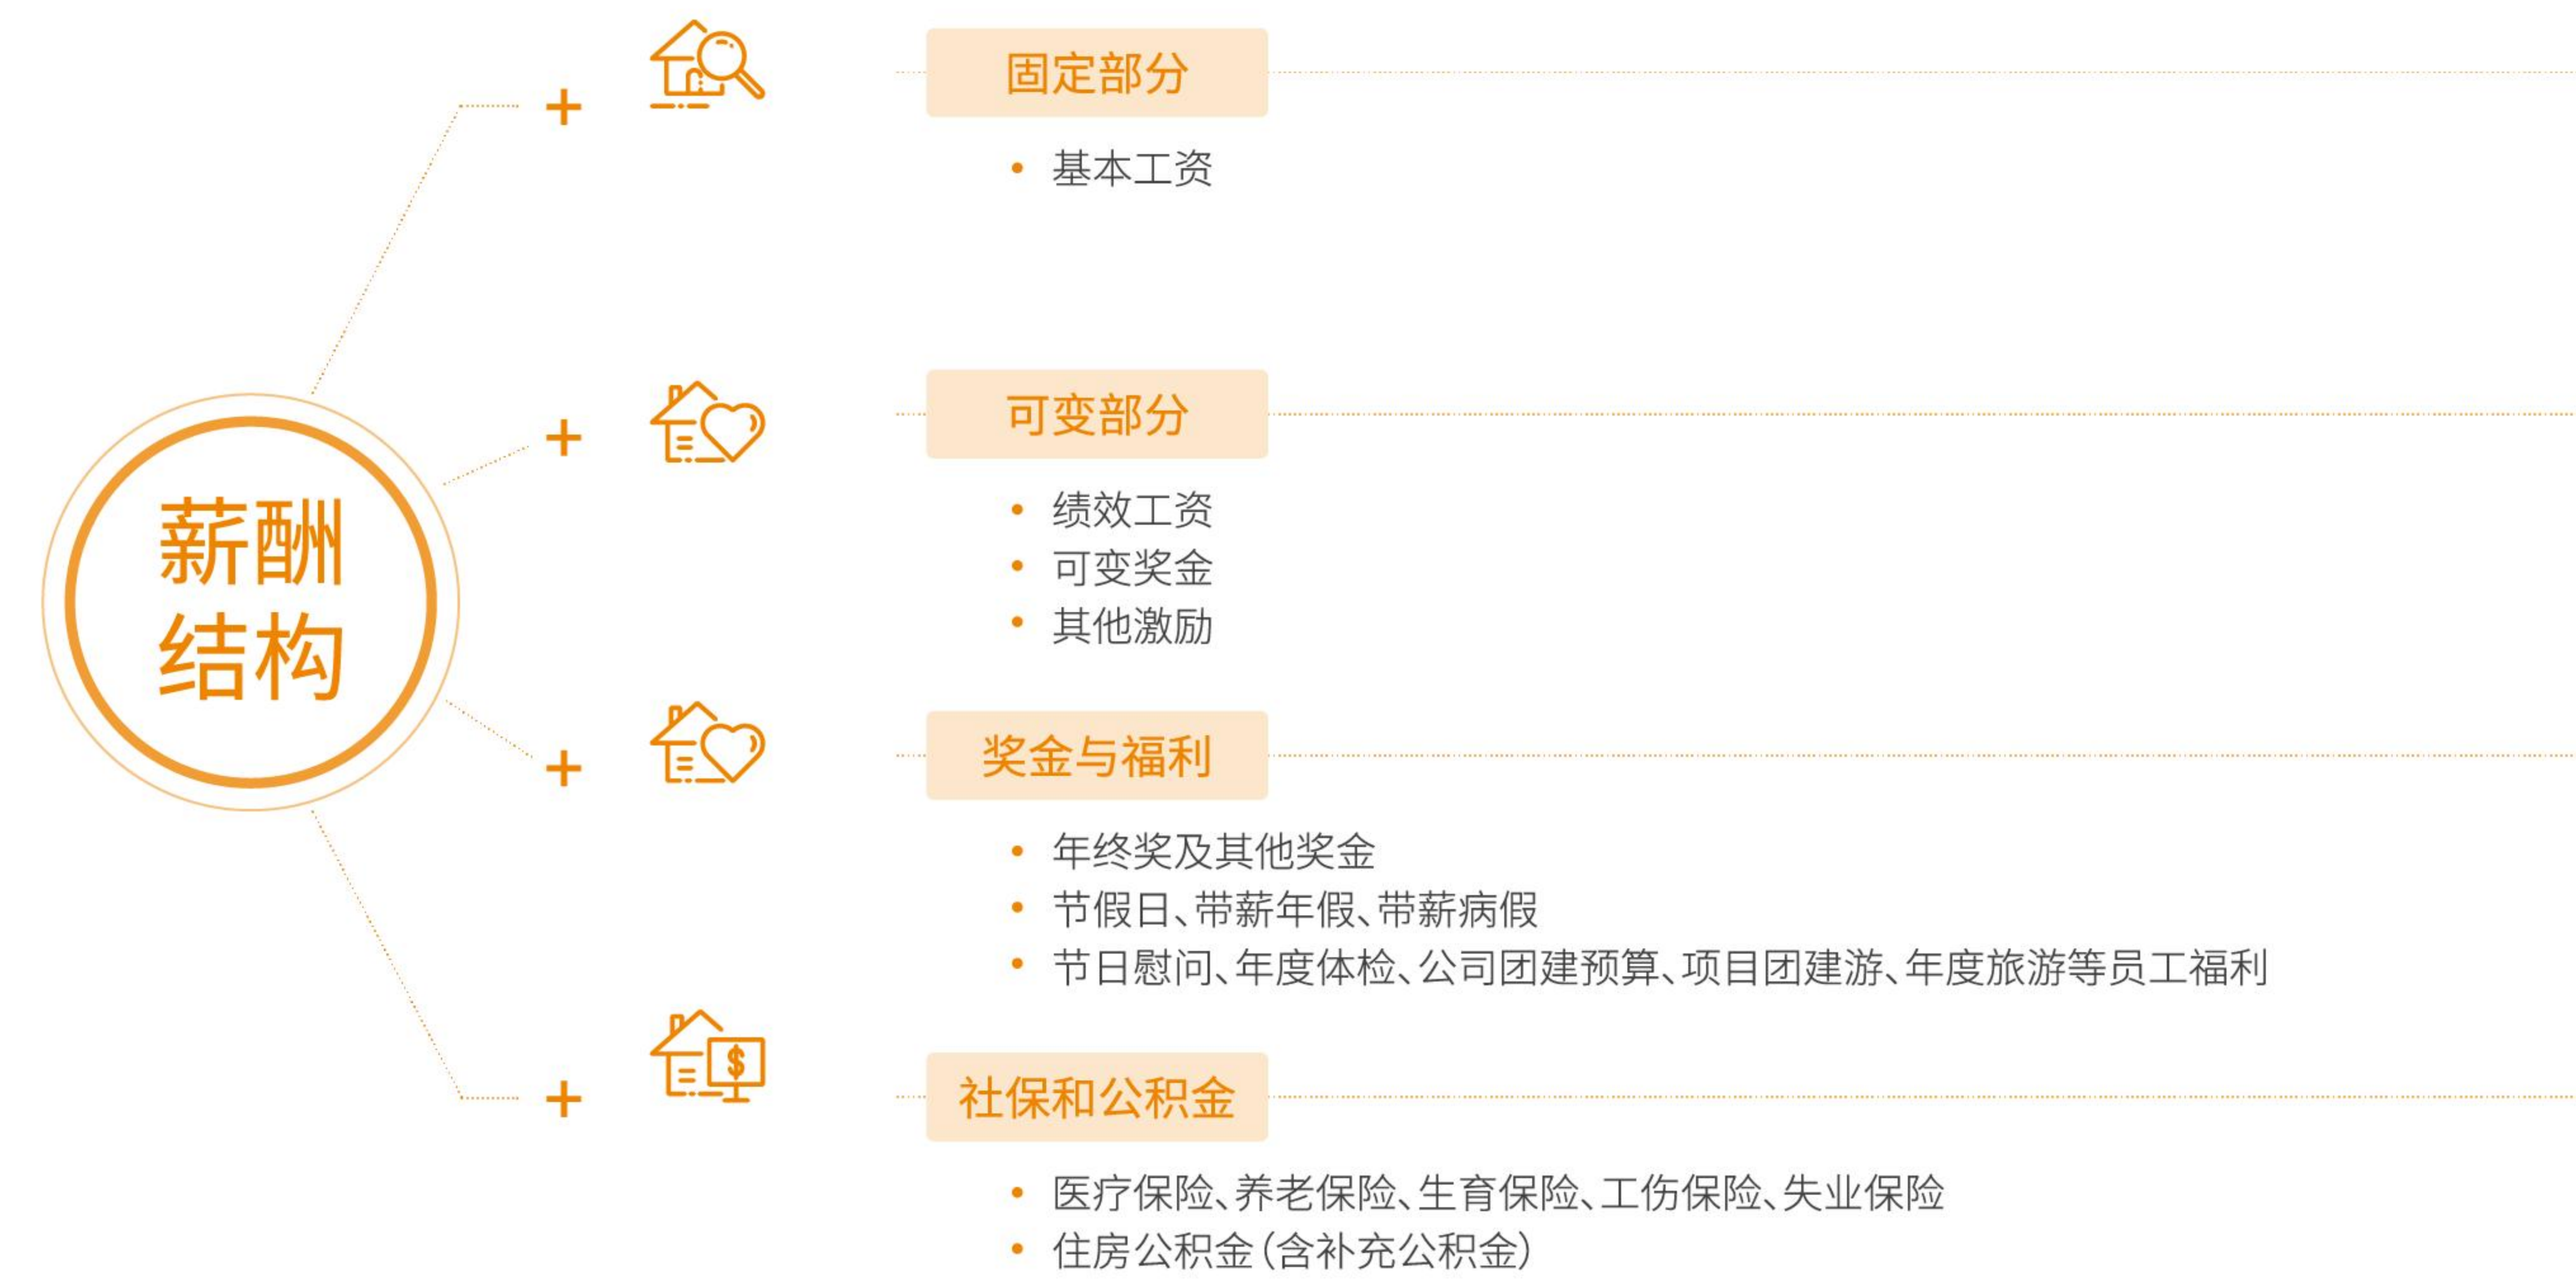 薪酬
结构
固定部分
• 基本工资
可变部分
• 绩效工资
• 可变奖金
• 其他激励
奖金与福利
• 年终奖及其他奖金
• 节假日、带薪年假、带薪病假
• 节日慰问、年度体检、公司团建预算、项目团建游、年度旅游等员工福利
社保和公积金
• 医疗保险、养老保险、生育保险、工伤保险、失业保险
• 住房公积金(含补充公积金)